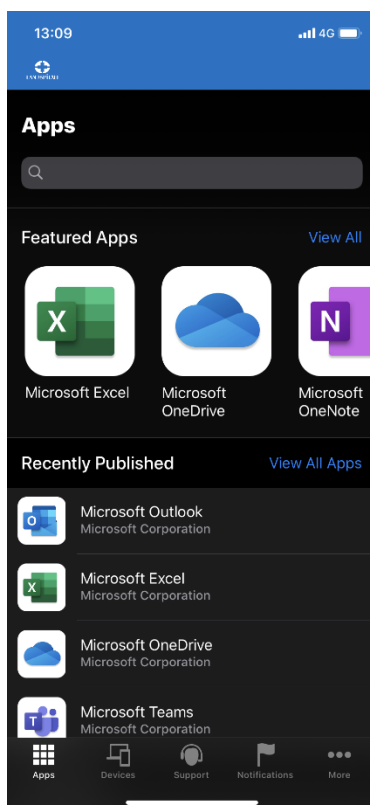 13:09
4G
Apps
Featured Apps View All
X
N
Microsoft Excel
Microsoft OneDrive
Microsoft OneNote
Recently Published View All Apps
O
Microsoft Outlook
Microsoft Corporation
X
Microsoft Excel
Microsoft Corporation
Microsoft OneDrive
Microsoft Corporation
T
Microsoft Teams
Microsoft Corporation
Apps Devices Support Notifications More